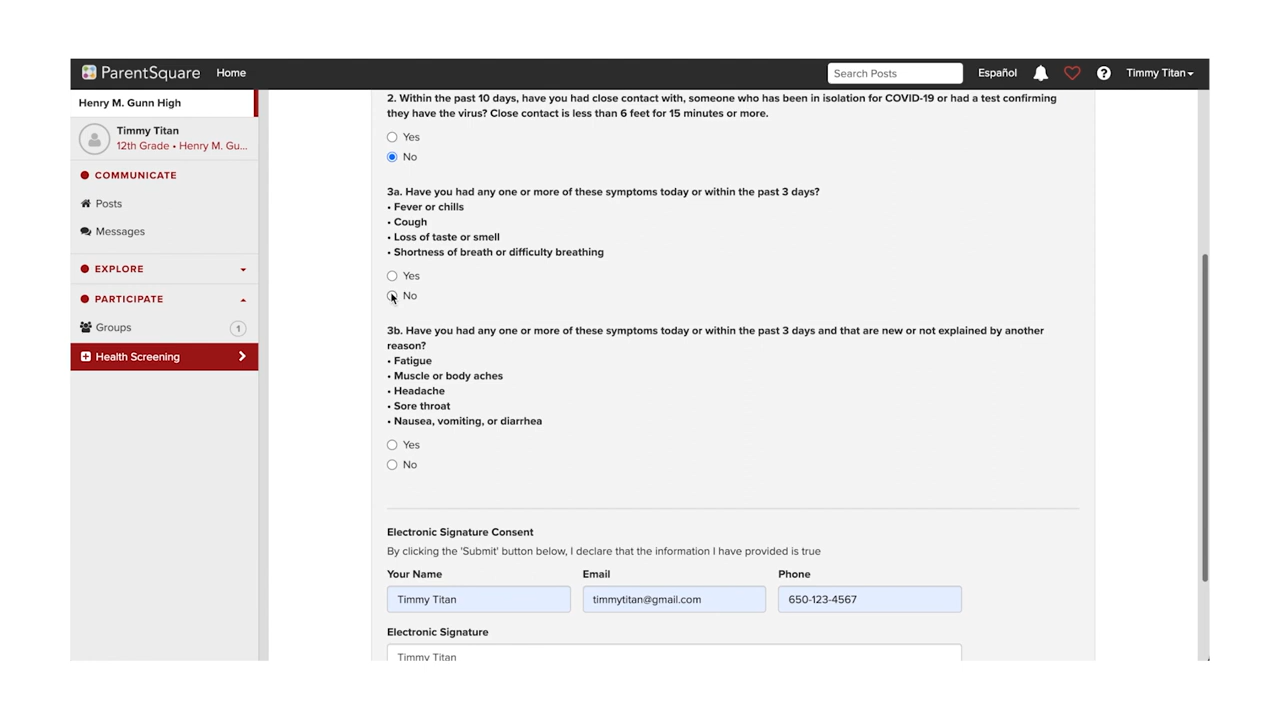 ParentSquare Home Search Posts Español Timmy Titan
Henry M. Gunn High
Timmy Titan
12th Grade • Henry M. Gu...
COMMUNICATE
Posts
Messages
EXPLORE
PARTICIPATE
Groups 1
Health Screening
2. Within the past 10 days, have you had close contact with, someone who has been in isolation for COVID-19 or had a test confirming
they have the virus? Close contact is less than 6 feet for 15 minutes or more.
Yes
No
3a. Have you had any one or more of these symptoms today or within the past 3 days?
• Fever or chills
• Cough
• Loss of taste or smell
• Shortness of breath or difficulty breathing
Yes
No
3b. Have you had any one or more of these symptoms today or within the past 3 days and that are new or not explained by another
reason?
• Fatigue
• Muscle or body aches
• Headache
• Sore throat
• Nausea, vomiting, or diarrhea
Yes
No
Electronic Signature Consent
By clicking the 'Submit' button below, I declare that the information I have provided is true
Your Name Email Phone
Timmy Titan timmytitan@gmail.com 650-123-4567
Electronic Signature
Timmy Titan